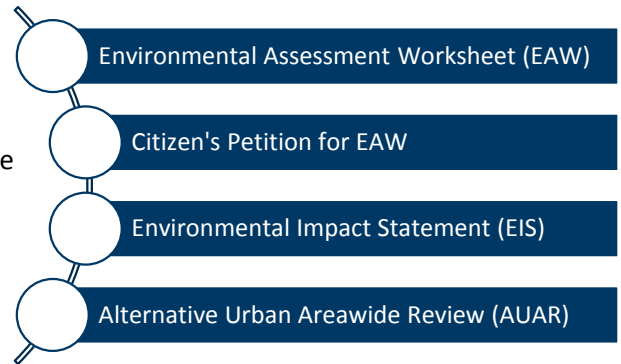 Environmental Assessment Worksheet (EAW)
Citizen's Petition for EAW
e
Environmental Impact Statement (EIS)
Alternative Urban Areawide Review (AUAR)